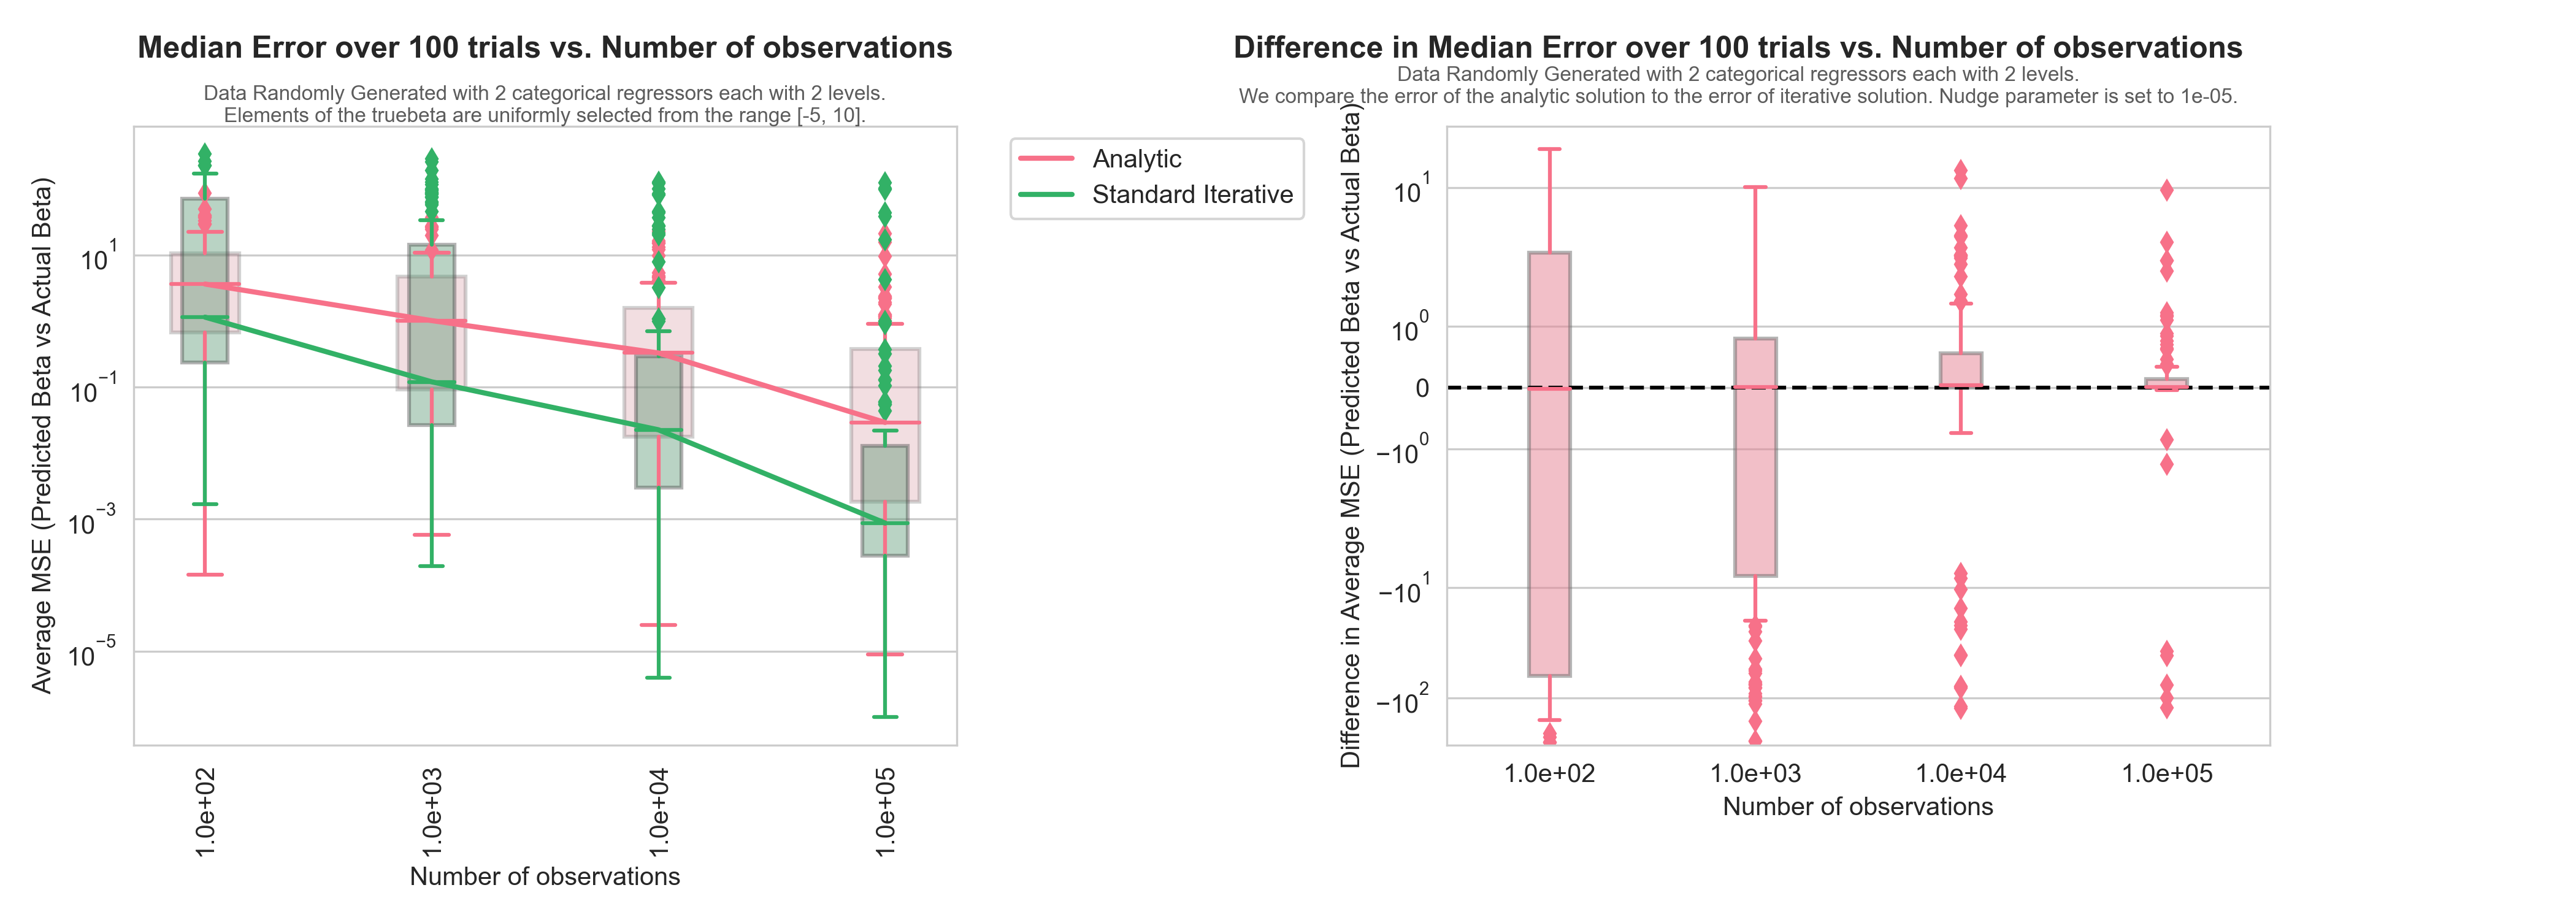 Median Error over 100 trials vs. Number of observations
Data Randomly Generated with 2 categorical regressors each with 2 levels.
Elements of the truebeta are uniformly selected from the range [-5, 10].
Average MSE (Predicted Beta vs Actual Beta)
10^1
10^−1
10^−3
10^−5
1.0e+02
1.0e+03
1.0e+04
1.0e+05
Number of observations
Analytic
Standard Iterative
Difference in Median Error over 100 trials vs. Number of observations
Data Randomly Generated with 2 categorical regressors each with 2 levels.
We compare the error of the analytic solution to the error of iterative solution. Nudge parameter is set to 1e-05.
Difference in Average MSE (Predicted Beta vs Actual Beta)
10^1
10^0
0
−10^0
−10^1
−10^2
1.0e+02 1.0e+03 1.0e+04 1.0e+05
Number of observations